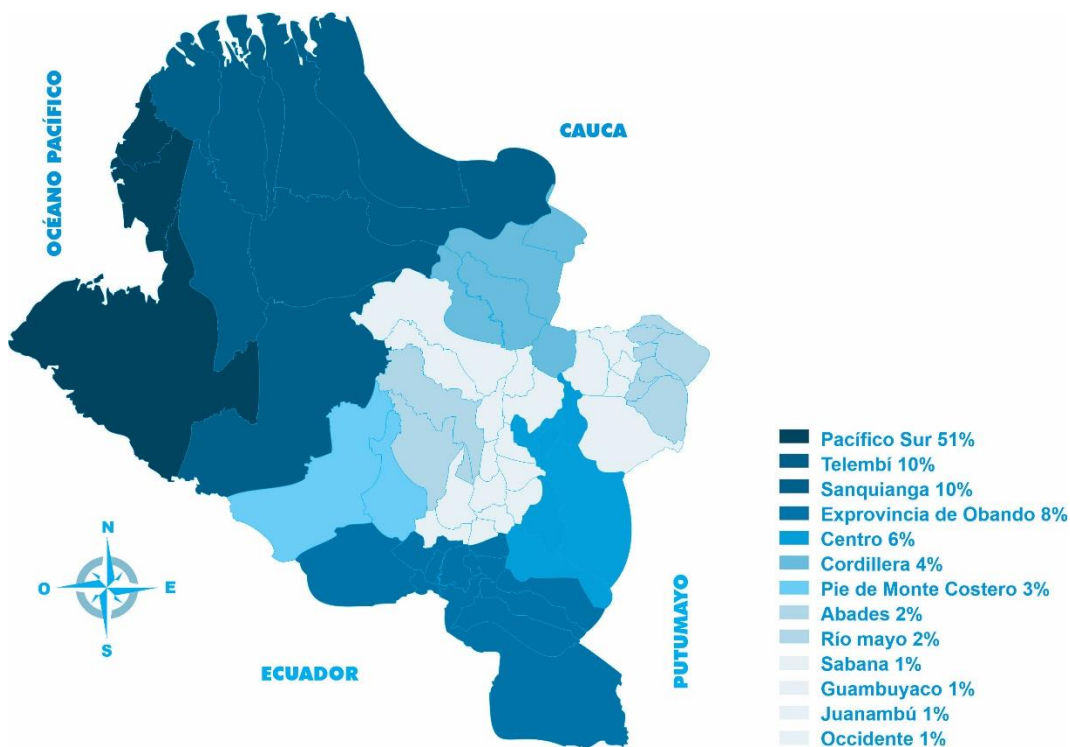 OCÉANO PACÍFICO
CAUCA
Pacífico Sur 51%
Telembí 10%
Sanquianga 10%
Exprovincia de Obando 8%
Centro 6%
Cordillera 4%
Pie de Monte Costero 3%
Abades 2%
Río mayo 2%
Sabana 1%
Guambuyaco 1%
Juanambú 1%
Occidente 1%
N
O
E
S
ECUADOR
PUTUMAYO